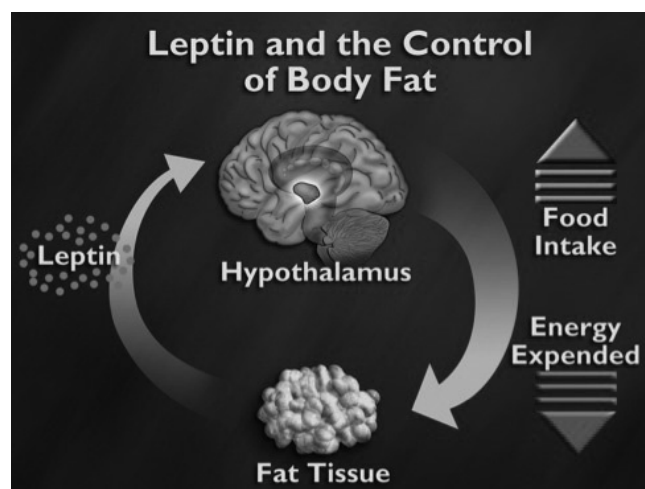 Leptin and the Control
of Body Fat
Leptin
Hypothalamus
Food
Intake
Energy
Expended
Fat Tissue